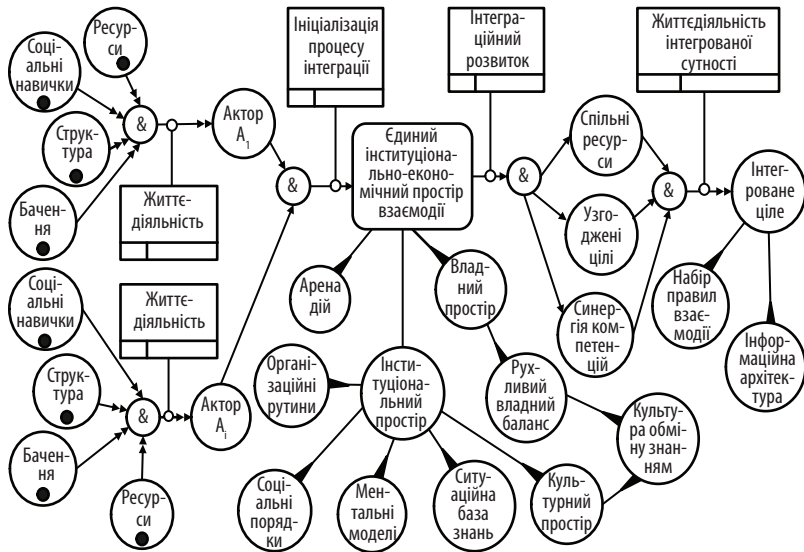 Ресур-
си
Соці-
альні
навички
Струк-
тура
Бачен-
ня
&
Життє-
діяльність
Актор
A1
Ініціалізація
процесу
інтеграції
&
Єдиний
інституціона-
льно-еконо-
мічний простір
взаємодії
Інтегра-
ційний
розвиток
&
Спільні
ресур-
си
Узго-
джені
цілі
Синер-
гія ком-
петен-
цій
&
Життєдіяльність
інтегрованої
сутності
Інтег-
роване
ціле
Набір
правил
взає-
модії
Інфор-
маційна
архітек-
тура
Соці-
альні
навички
Струк-
тура
Бачен-
ня
Ресур-
си
&
Життє-
діяльність
Актор
Ai
Арена
дій
Влад-
ний
простір
Органі-
заційні
рутини
Інститу-
ціона-
льний
простір
Рух-
ливий
владний
баланс
Культу-
ра обмі-
ну знан-
ням
Соці-
альні
поряд-
ки
Мен-
тальні
моделі
Ситу-
аційна
база
знань
Куль-
турний
простір